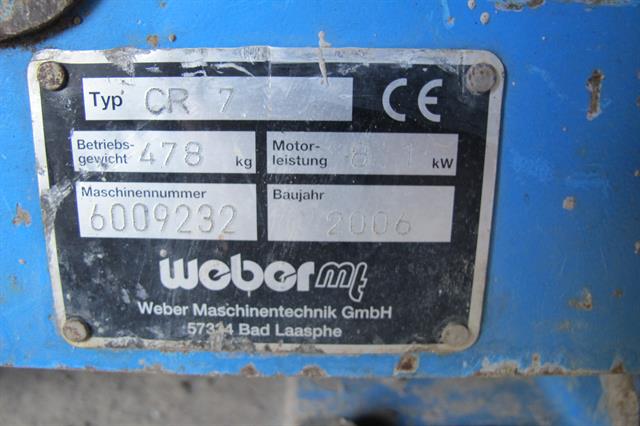 Typ CR 7 CE
Betriebs-
gewicht 478 kg
Motor-
leistung 1 kW
Maschinennummer
6009232
Baujahr
2006
weber mt
Weber Maschinentechnik GmbH
Bad Laasphe